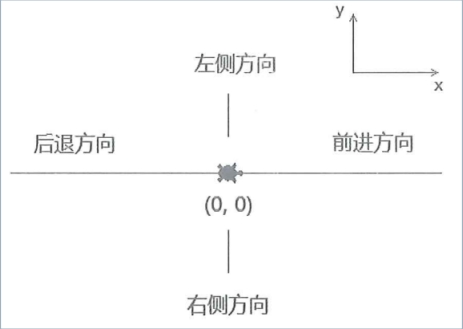 y
左侧方向
x
后退方向
前进方向
(0, 0)
右侧方向